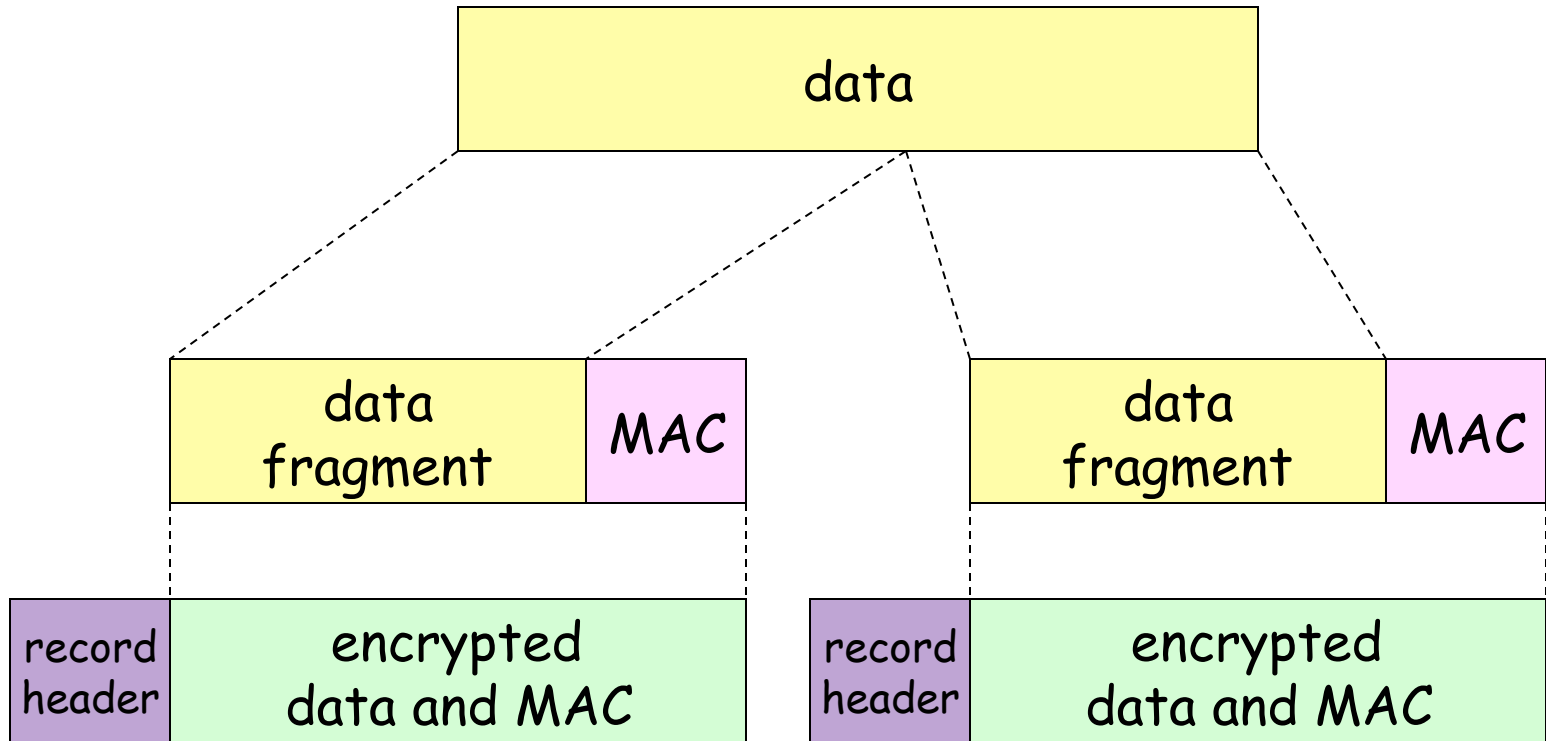 data
data
fragment
MAC
data
fragment
MAC
record
header
encrypted
data and MAC
record
header
encrypted
data and MAC